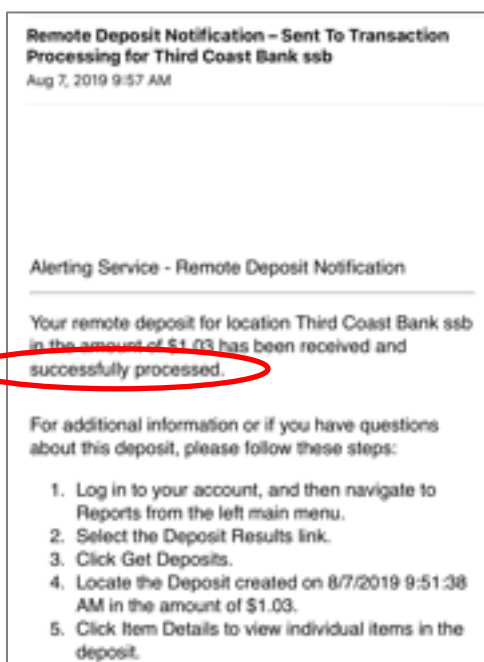 Remote Deposit Notification – Sent To Transaction
Processing for Third Coast Bank ssb
Aug 7, 2019 9:57 AM
Alerting Service - Remote Deposit Notification
Your remote deposit for location Third Coast Bank ssb
in the amount of $1.03 has been received and
successfully processed.
For additional information or if you have questions
about this deposit, please follow these steps:
1. Log in to your account, and then navigate to
Reports from the left main menu.
2. Select the Deposit Results link.
3. Click Get Deposits.
4. Locate the Deposit created on 8/7/2019 9:51:38
AM in the amount of $1.03.
5. Click Item Details to view individual items in the
deposit.